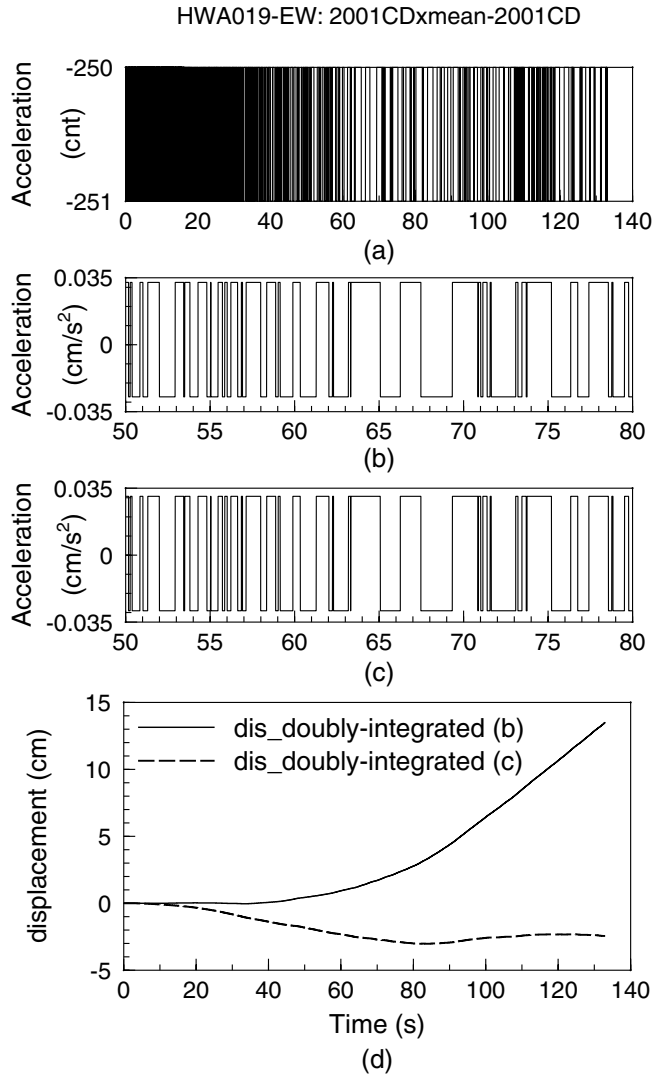 HWA019-EW: 2001CDxmean-2001CD
-250
Acceleration
(cnt)
-251
0 20 40 60 80 100 120 140
(a)
0.035
Acceleration
(cm/s²)
0
-0.035
50 55 60 65 70 75 80
(b)
0.035
Acceleration
(cm/s²)
0
-0.035
50 55 60 65 70 75 80
(c)
15
dis_doubly-integrated (b)
10
dis_doubly-integrated (c)
displacement (cm)
5
0
-5
0 20 40 60 80 100 120 140
Time (s)
(d)